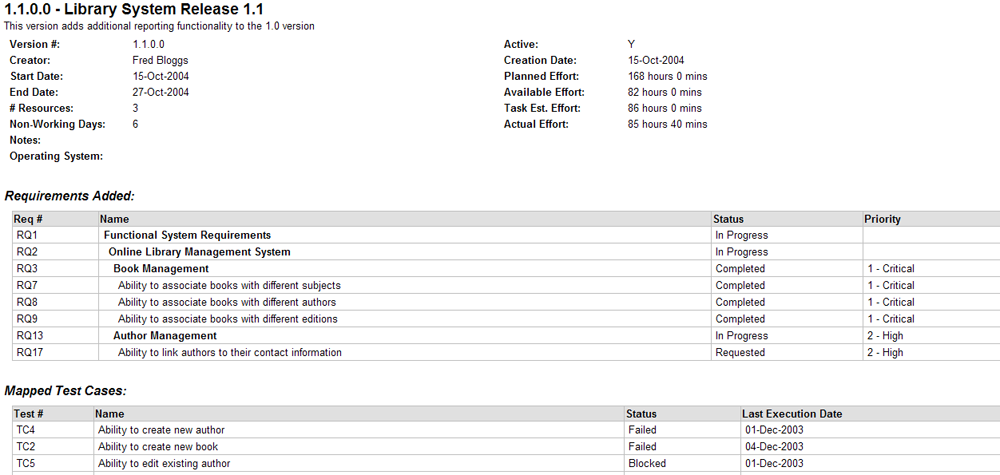 1.1.0.0 - Library System Release 1.1
This version adds additional reporting functionality to the 1.0 version
Version #: 1.1.0.0 Active: Y
Creator: Fred Bloggs Creation Date: 15-Oct-2004
Start Date: 15-Oct-2004 Planned Effort: 168 hours 0 mins
End Date: 27-Oct-2004 Available Effort: 82 hours 0 mins
# Resources: 3 Task Est. Effort: 86 hours 0 mins
Non-Working Days: 6 Actual Effort: 85 hours 40 mins
Notes:
Operating System:
Requirements Added:
Req # Name Status Priority
RQ1 Functional System Requirements In Progress
RQ2 Online Library Management System In Progress
RQ3 Book Management Completed 1 - Critical
RQ7 Ability to associate books with different subjects Completed 1 - Critical
RQ8 Ability to associate books with different authors Completed 1 - Critical
RQ9 Ability to associate books with different editions Completed 1 - Critical
RQ13 Author Management In Progress 2 - High
RQ17 Ability to link authors to their contact information Requested 2 - High
Mapped Test Cases:
Test # Name Status Last Execution Date
TC4 Ability to create new author Failed 01-Dec-2003
TC2 Ability to create new book Failed 04-Dec-2003
TC5 Ability to edit existing author Blocked 01-Dec-2003